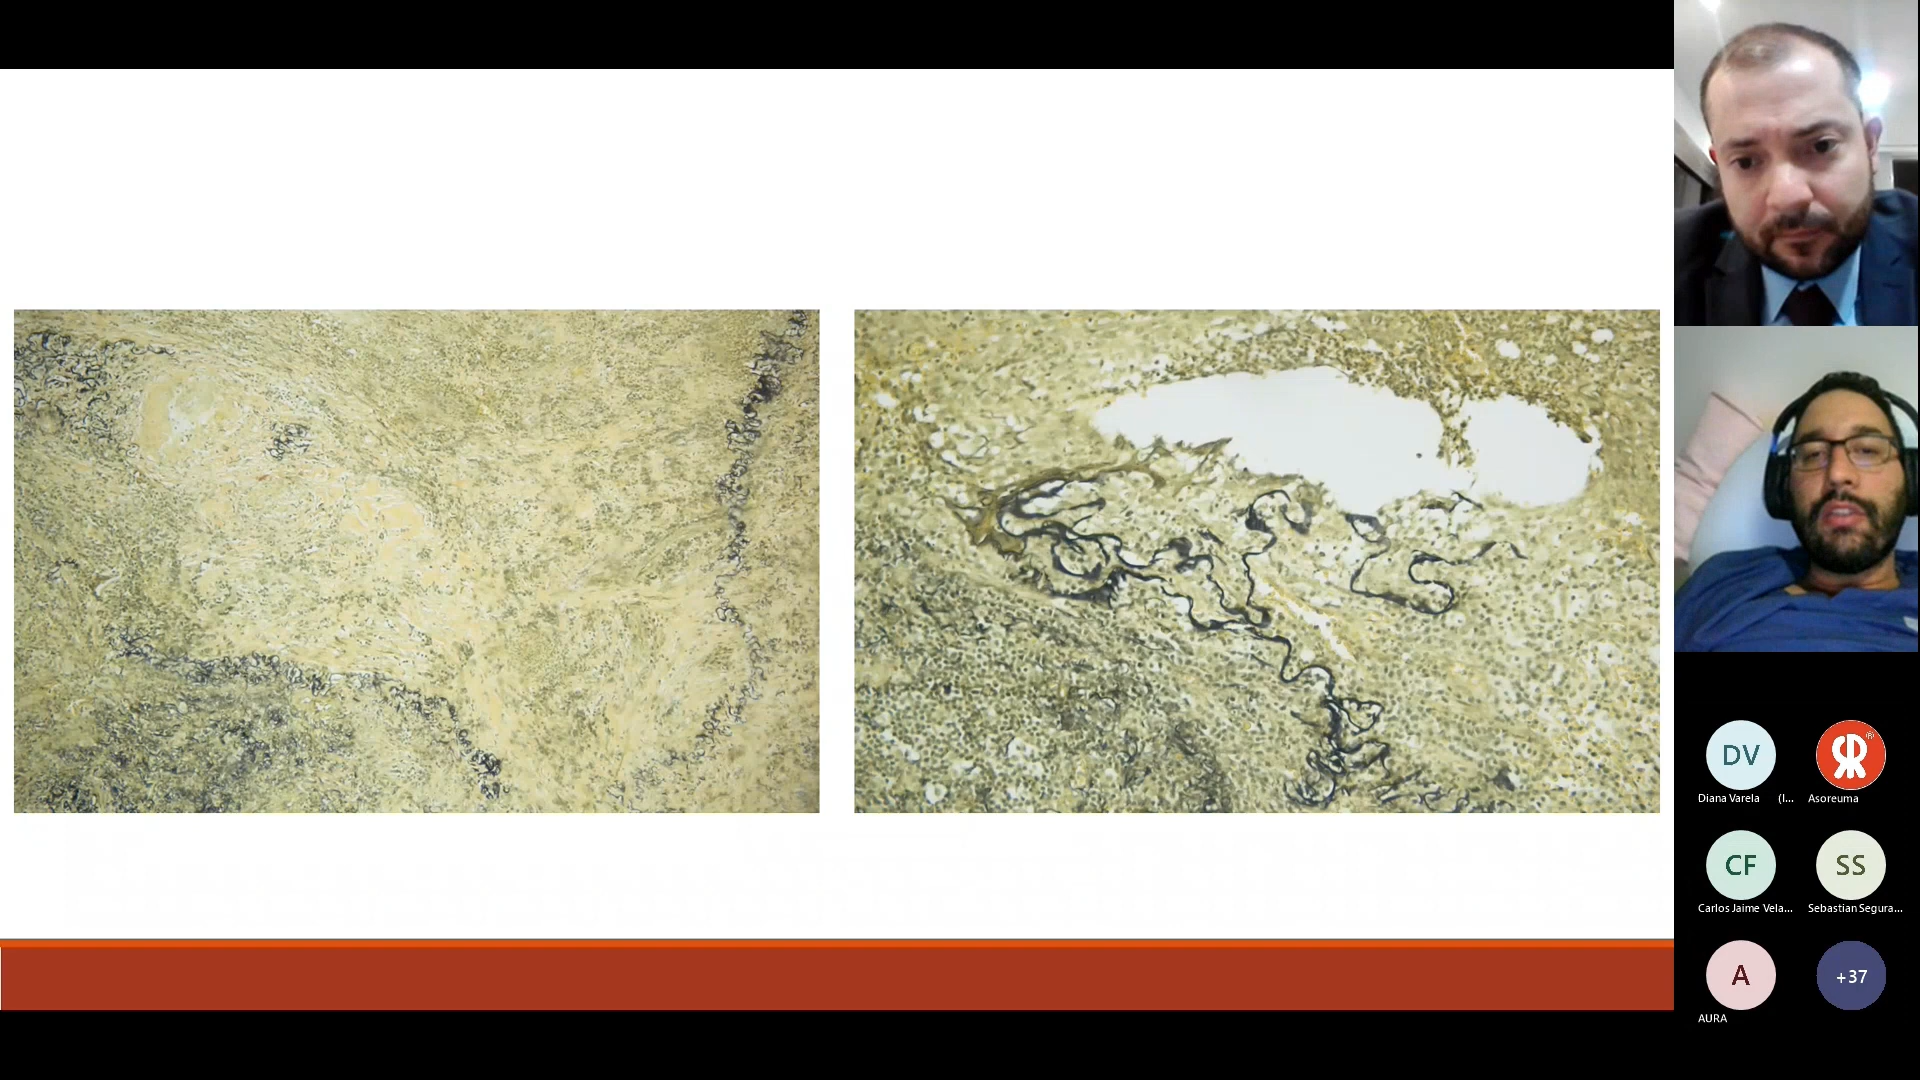 DV
®
Diana Varela (I...
Asoreuma
CF
SS
Carlos Jaime Vela...
Sebastian Segura...
A
+37
AURA